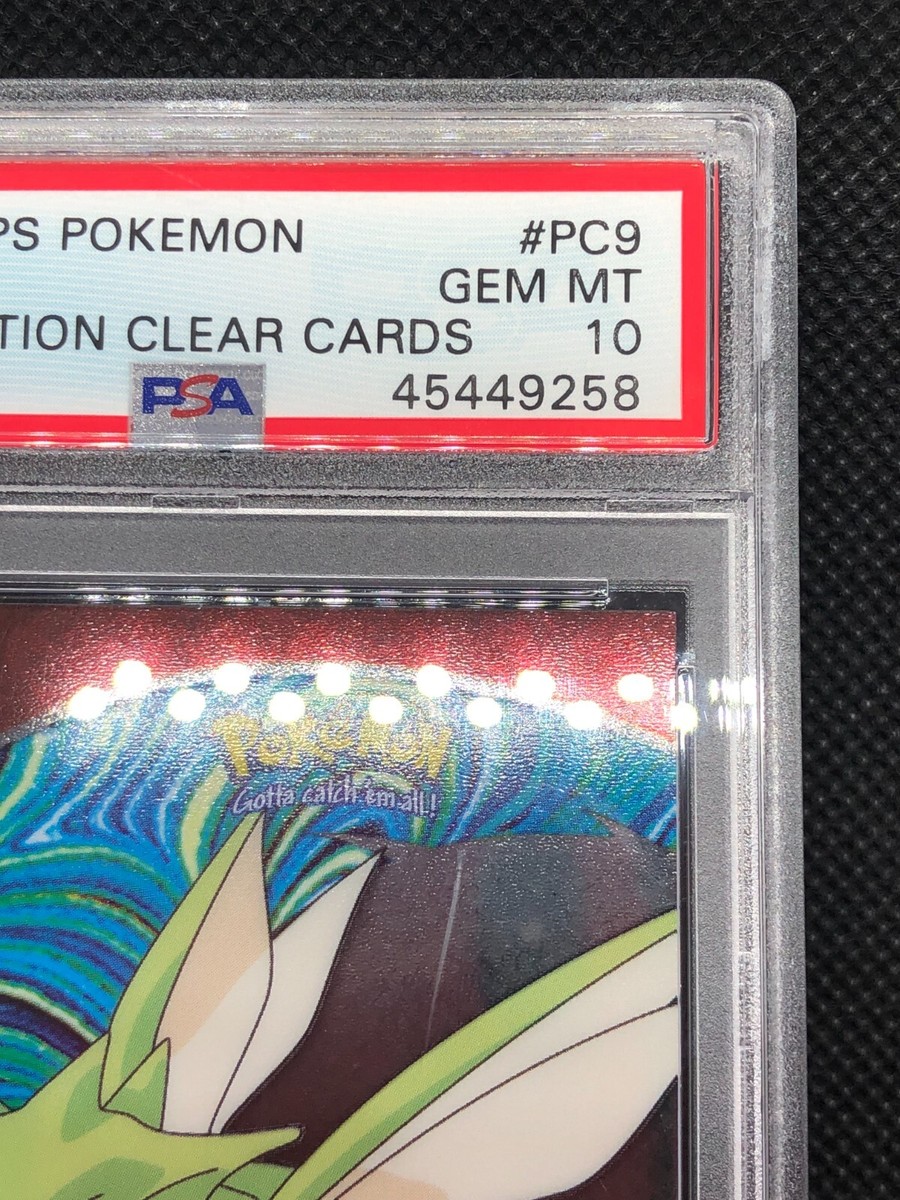 PS POKEMON #PC9
GEM MT
TION CLEAR CARDS 10
PSA 45449258
POKéMON
Gotta catch 'em all!